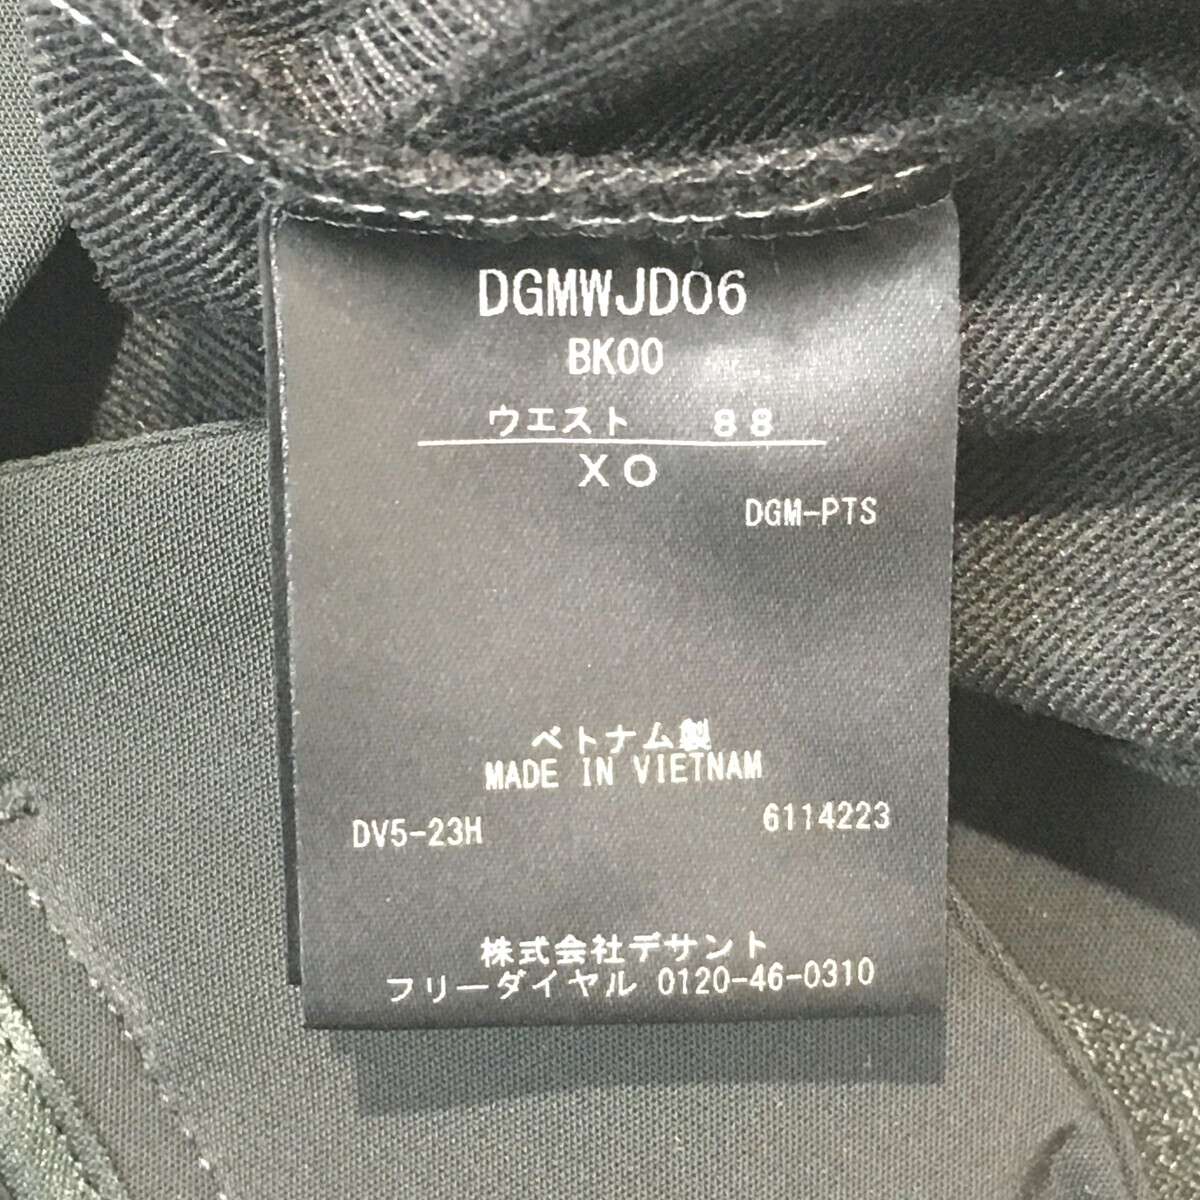 DGMWJD06
BK00
ウエスト 88
XO
DGM-PTS
ベトナム製
MADE IN VIETNAM
DV5-23H 6114223
株式会社デサント
フリーダイヤル 0120-46-0310